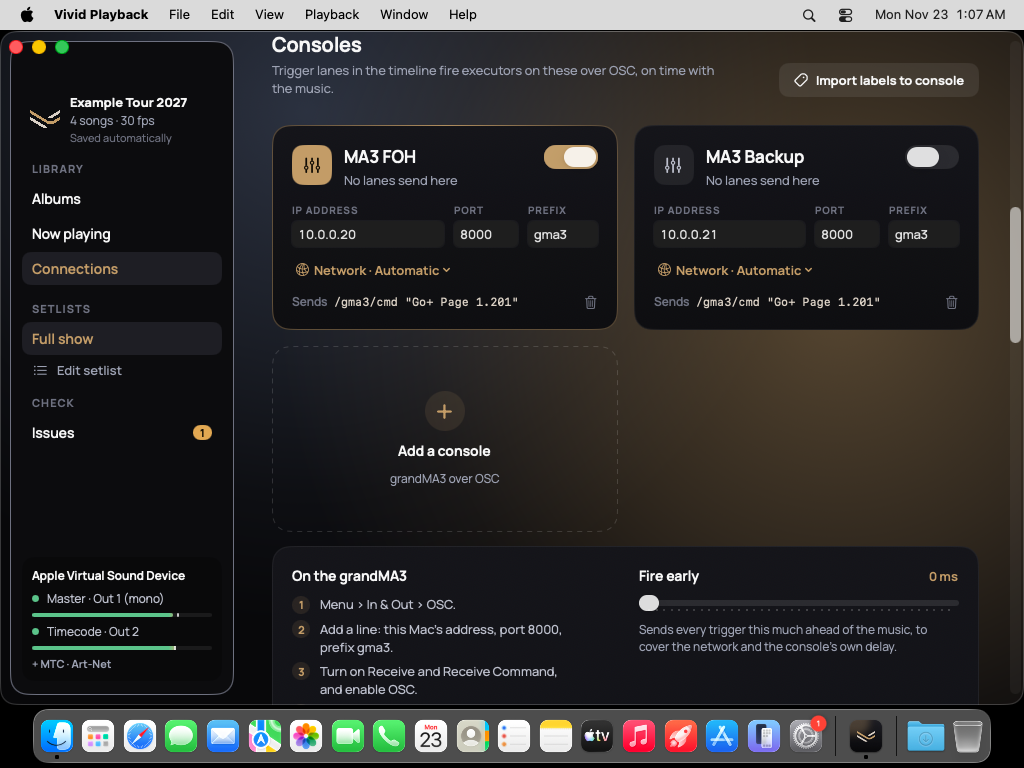 Vivid Playback File Edit View Playback Window Help Mon Nov 23 1:07 AM
Example Tour 2027
4 songs · 30 fps
Saved automatically
LIBRARY
Albums
Now playing
Connections
SETLISTS
Full show
Edit setlist
CHECK
Issues 1
Apple Virtual Sound Device
Master · Out 1 (mono)
Timecode · Out 2
+ MTC · Art-Net
Consoles
Trigger lanes in the timeline fire executors on these over OSC, on time with
the music.
Import labels to console
MA3 FOH
No lanes send here
IP ADDRESS PORT PREFIX
10.0.0.20 8000 gma3
Network · Automatic
Sends /gma3/cmd "Go+ Page 1.201"
MA3 Backup
No lanes send here
IP ADDRESS PORT PREFIX
10.0.0.21 8000 gma3
Network · Automatic
Sends /gma3/cmd "Go+ Page 1.201"
Add a console
grandMA3 over OSC
On the grandMA3
1 Menu > In & Out > OSC.
2 Add a line: this Mac's address, port 8000,
prefix gma3.
3 Turn on Receive and Receive Command,
and enable OSC.
Fire early 0 ms
Sends every trigger this much ahead of the music, to
cover the network and the console's own delay.
Mon
23
tv
1